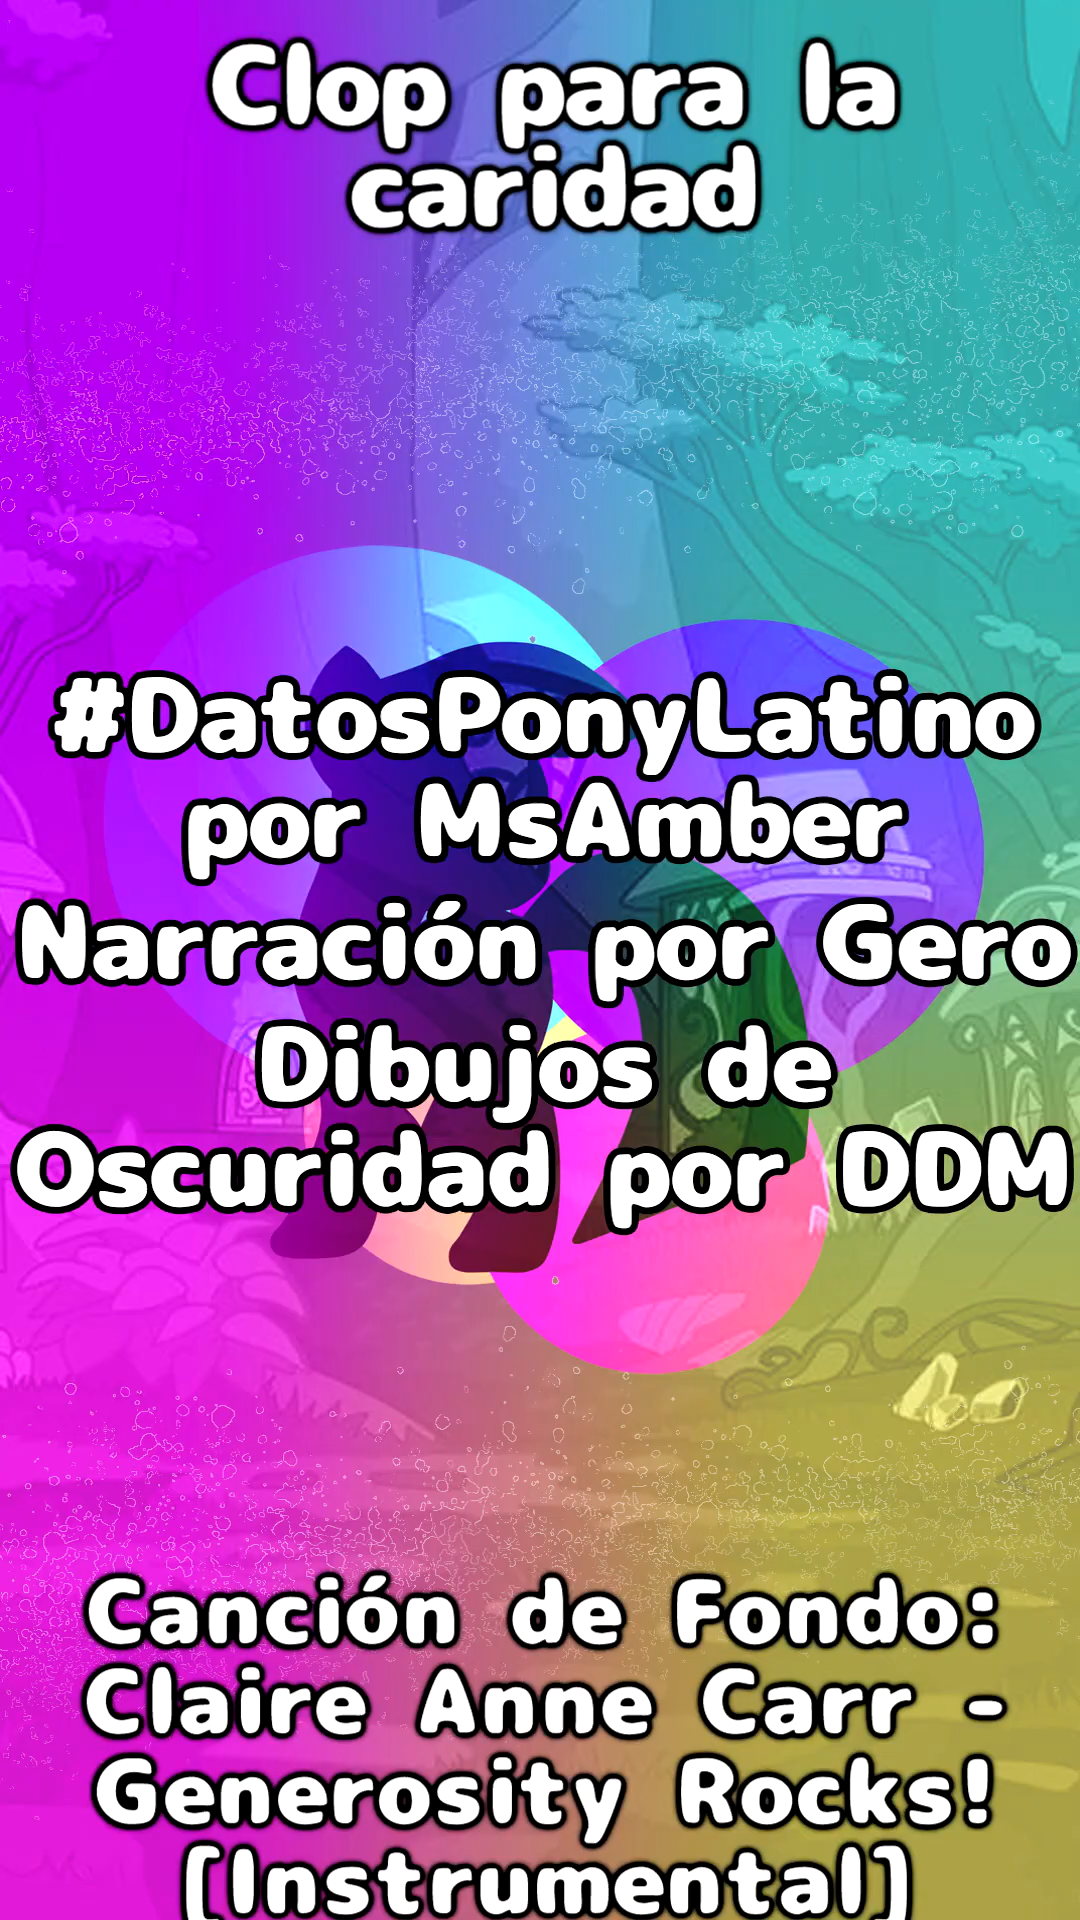 Clop para la
caridad
#DatosPonyLatino
por MsAmber
Narración por Gero
Dibujos de
Oscuridad por DDM
Canción de Fondo:
Claire Anne Carr -
Generosity Rocks!
[Instrumental]